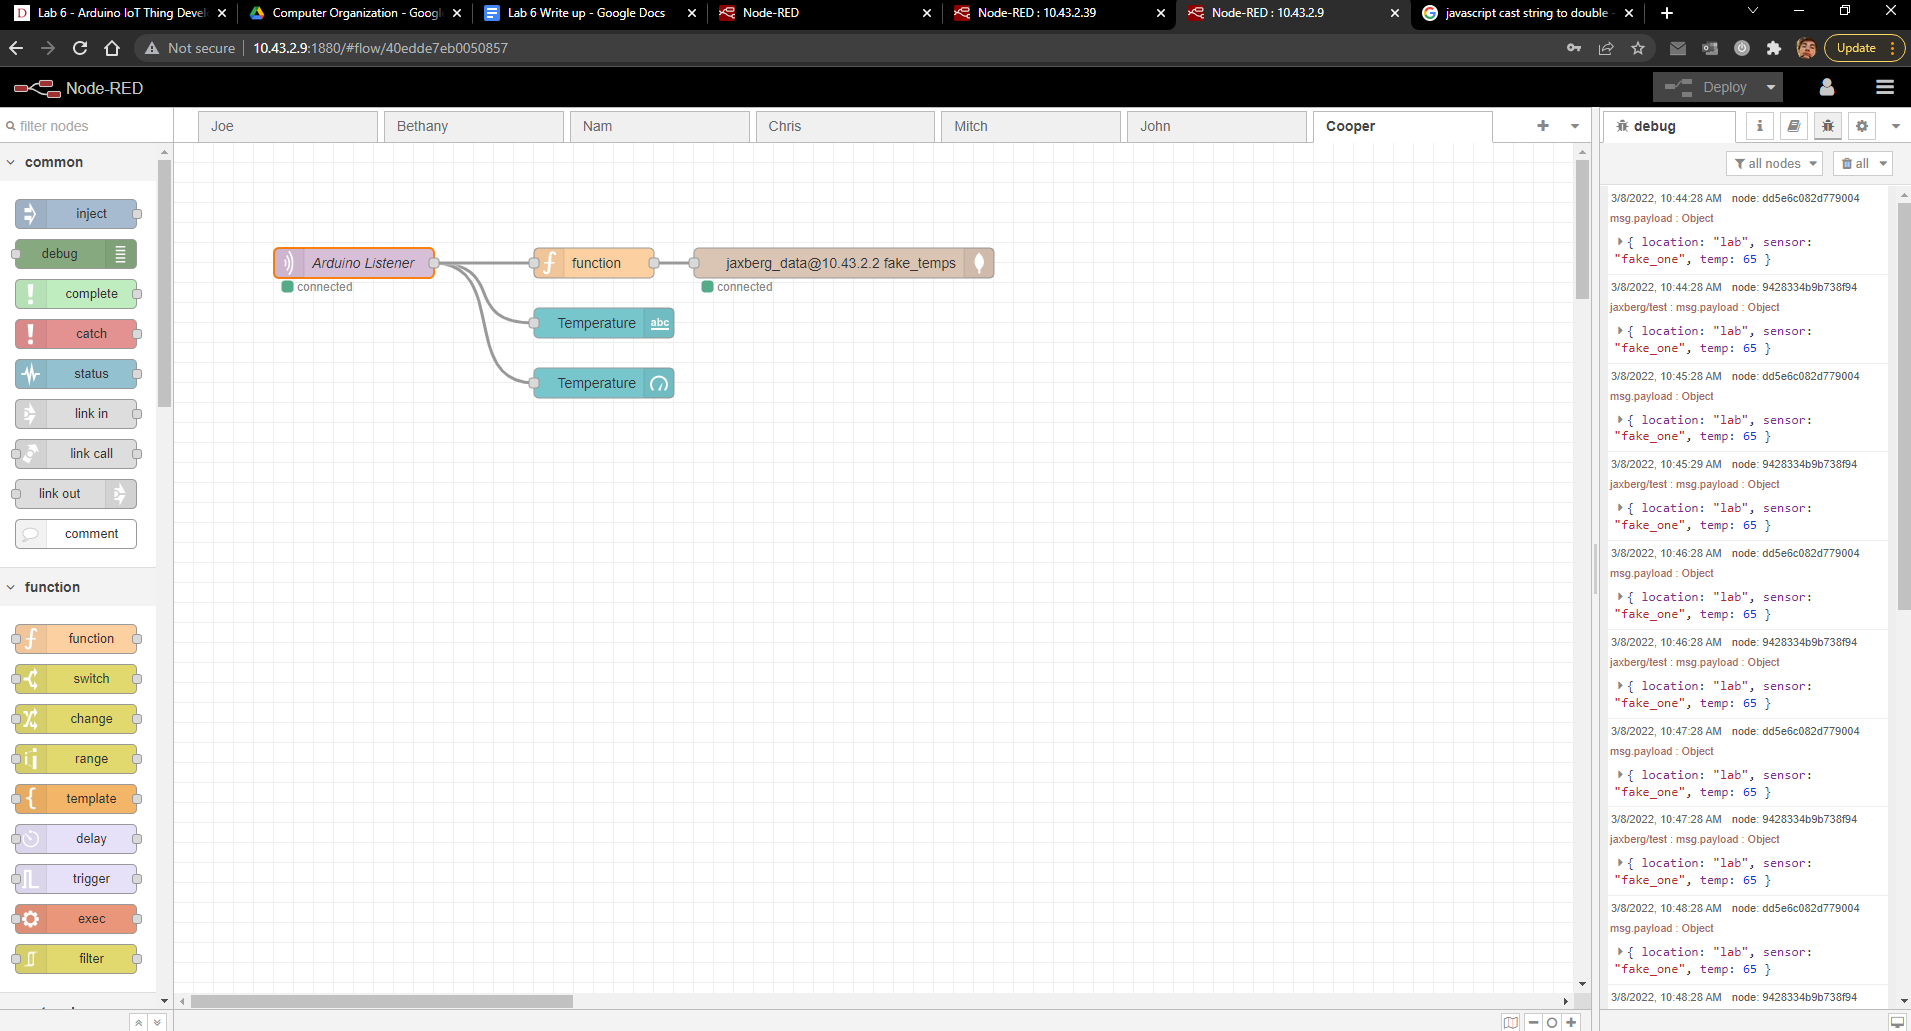 Lab 6 - Arduino IoT Thing Devel
Computer Organization - Googl
Lab 6 Write up - Google Docs
Node-RED
Node-RED : 10.43.2.39
Node-RED : 10.43.2.9
javascript cast string to double -
Not secure
10.43.2.9:1880/#flow/40edde7eb0050857
Update
Node-RED
Deploy
filter nodes
Joe
Bethany
Nam
Chris
Mitch
John
Cooper
debug
all nodes
all
common
inject
debug
complete
catch
status
link in
link call
link out
comment
function
function
switch
change
range
template
delay
trigger
exec
filter
Arduino Listener
connected
function
jaxberg_data@10.43.2.2 fake_temps
connected
Temperature
abc
Temperature
3/8/2022, 10:44:28 AM node: dd5e6c082d779004
msg.payload : Object
{ location: "lab", sensor:
"fake_one", temp: 65 }
3/8/2022, 10:44:28 AM node: 9428334b9b738f94
jaxberg/test : msg.payload : Object
{ location: "lab", sensor:
"fake_one", temp: 65 }
3/8/2022, 10:45:28 AM node: dd5e6c082d779004
msg.payload : Object
{ location: "lab", sensor:
"fake_one", temp: 65 }
3/8/2022, 10:45:29 AM node: 9428334b9b738f94
jaxberg/test : msg.payload : Object
{ location: "lab", sensor:
"fake_one", temp: 65 }
3/8/2022, 10:46:28 AM node: dd5e6c082d779004
msg.payload : Object
{ location: "lab", sensor:
"fake_one", temp: 65 }
3/8/2022, 10:46:28 AM node: 9428334b9b738f94
jaxberg/test : msg.payload : Object
{ location: "lab", sensor:
"fake_one", temp: 65 }
3/8/2022, 10:47:28 AM node: dd5e6c082d779004
msg.payload : Object
{ location: "lab", sensor:
"fake_one", temp: 65 }
3/8/2022, 10:47:28 AM node: 9428334b9b738f94
jaxberg/test : msg.payload : Object
{ location: "lab", sensor:
"fake_one", temp: 65 }
3/8/2022, 10:48:28 AM node: dd5e6c082d779004
msg.payload : Object
{ location: "lab", sensor:
"fake_one", temp: 65 }
3/8/2022, 10:48:28 AM node: 9428334b9b738f94